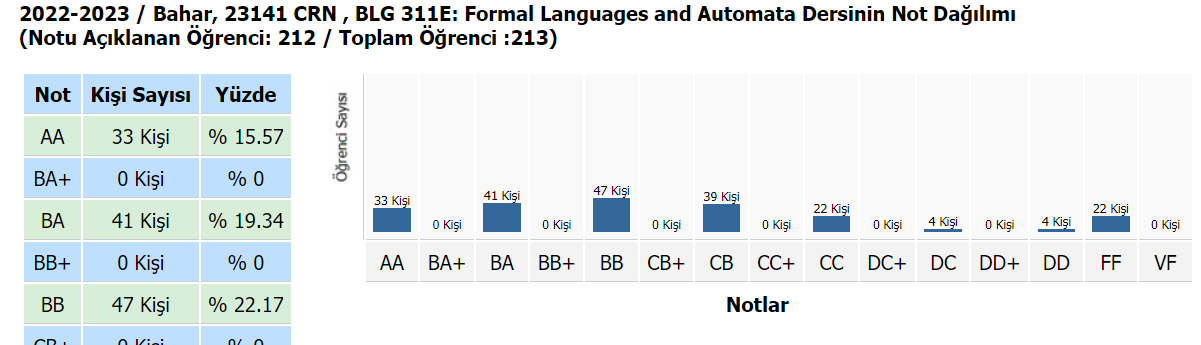 2022-2023 / Bahar, 23141 CRN , BLG 311E: Formal Languages and Automata Dersinin Not Dağılımı
(Notu Açıklanan Öğrenci: 212 / Toplam Öğrenci :213)
Not Kişi Sayısı Yüzde
AA 33 Kişi % 15.57
BA+ 0 Kişi % 0
BA 41 Kişi % 19.34
BB+ 0 Kişi % 0
BB 47 Kişi % 22.17
CB+ 0 Kişi % 0
Öğrenci Sayısı
33 Kişi 0 Kişi 41 Kişi 0 Kişi 47 Kişi 0 Kişi 39 Kişi 0 Kişi 22 Kişi 0 Kişi 4 Kişi 0 Kişi 4 Kişi 22 Kişi 0 Kişi
AA BA+ BA BB+ BB CB+ CB CC+ CC DC+ DC DD+ DD FF VF
Notlar